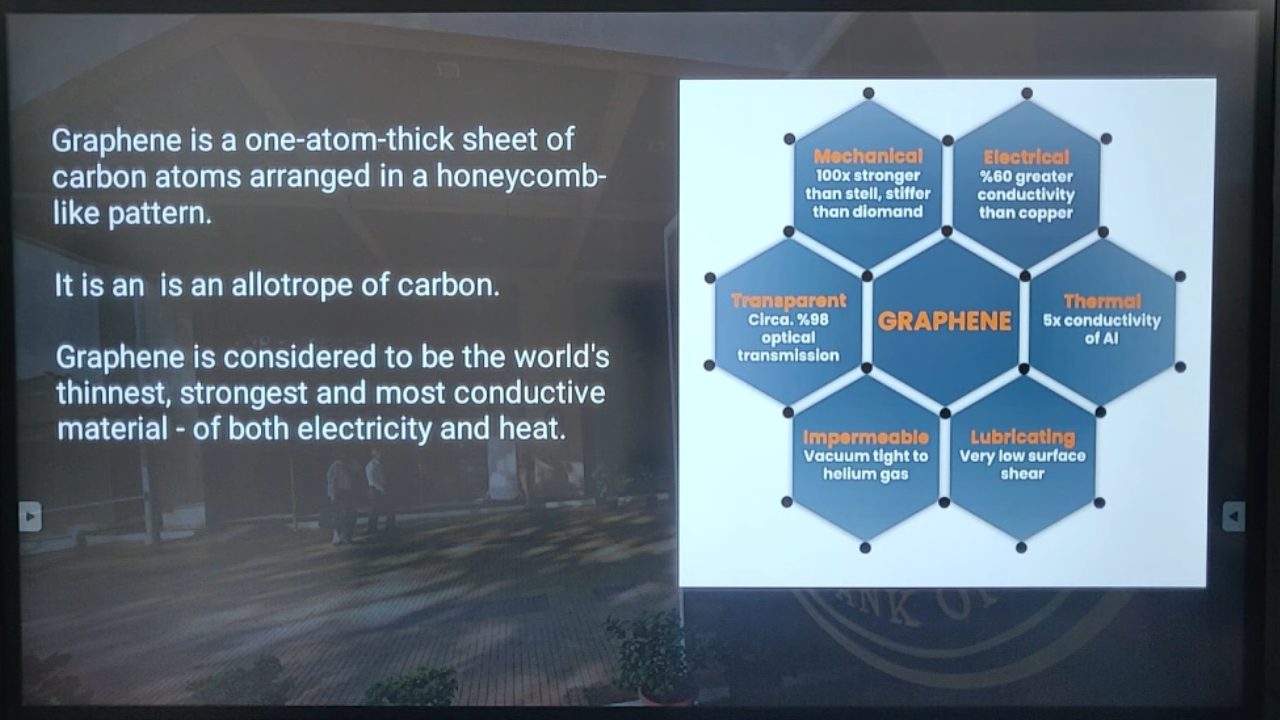 Graphene is a one-atom-thick sheet of
carbon atoms arranged in a honeycomb-
like pattern.
It is an  is an allotrope of carbon.
Graphene is considered to be the world's
thinnest, strongest and most conductive
material - of both electricity and heat.
Mechanical
100x stronger
than stell, stiffer
than diomand
Electrical
%60 greater
conductivity
than copper
Transparent
Circa. %98
optical
transmission
GRAPHENE
Thermal
5x conductivity
of Al
Impermeable
Vacuum tight to
helium gas
Lubricating
Very low surface
shear
ANK OF